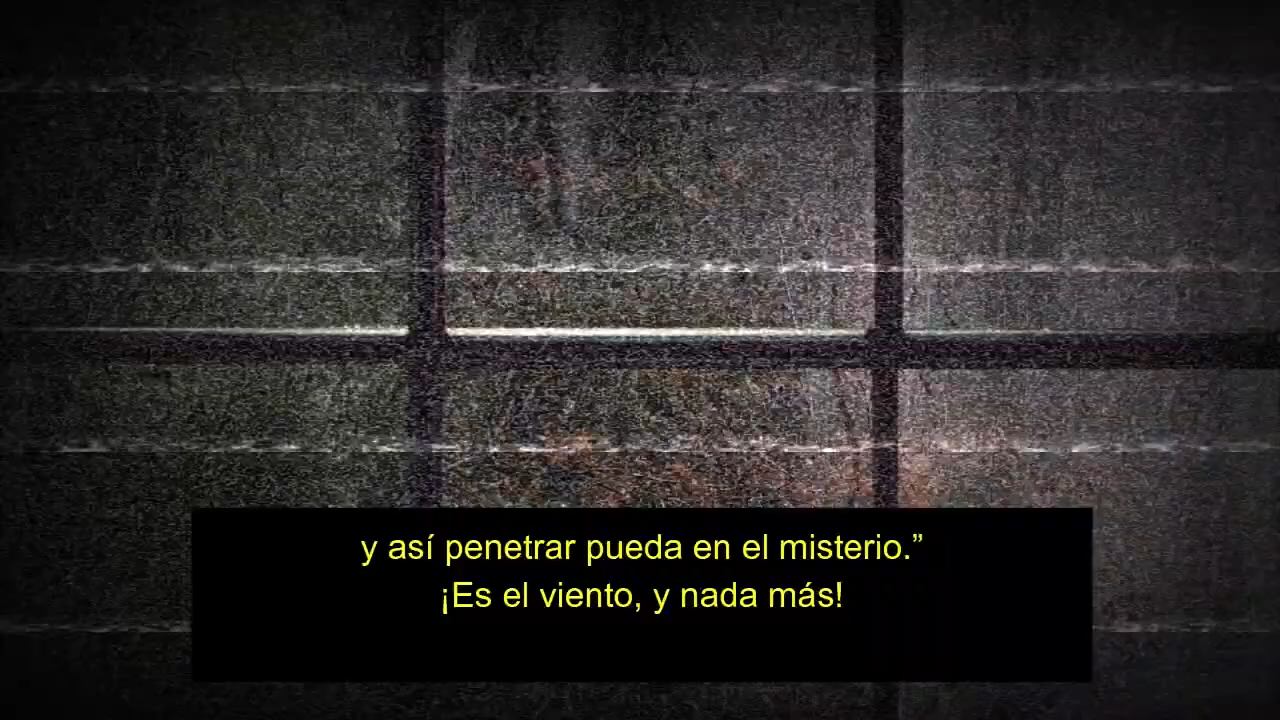 y así penetrar pueda en el misterio.”
¡Es el viento, y nada más!